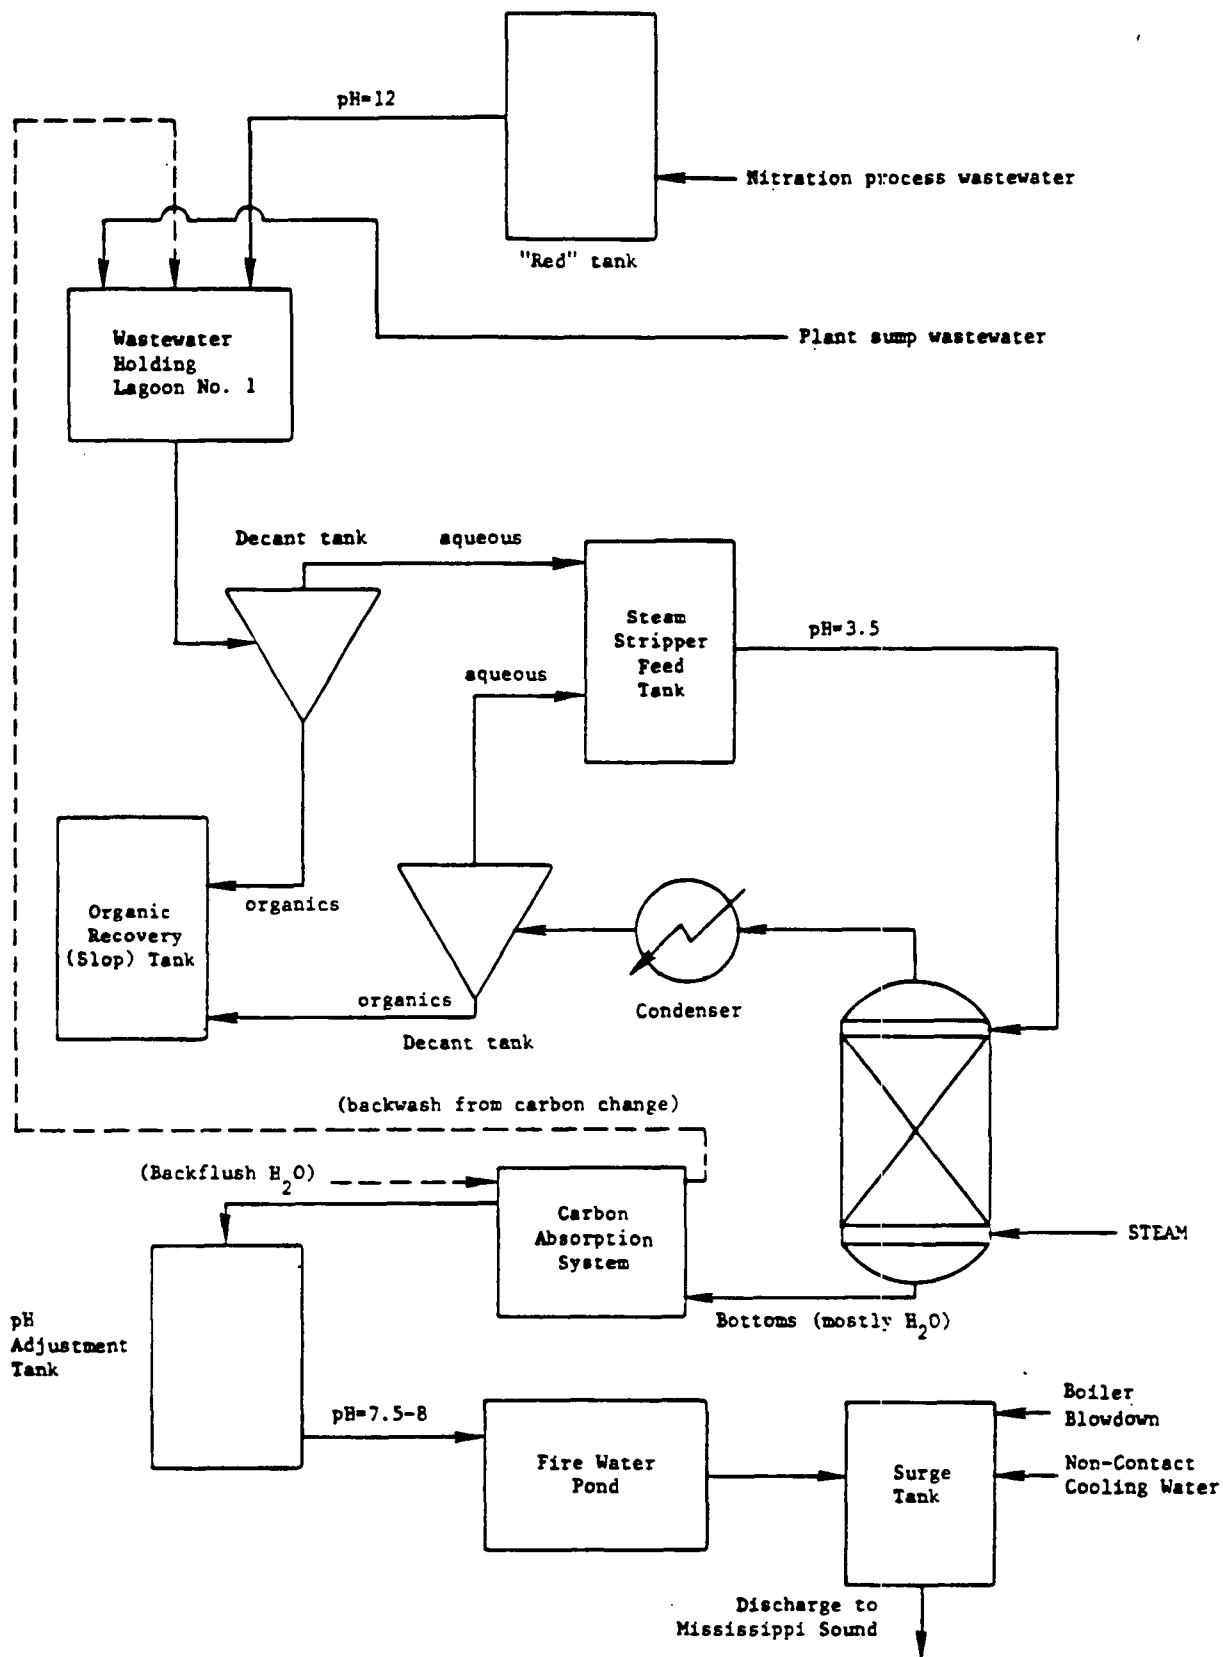 pH=12
Nitration process wastewater
"Red" tank
Plant sump wastewater
Wastewater
Holding
Lagoon No. 1
Decant tank
aqueous
Steam
Stripper
Feed
Tank
pH=3.5
aqueous
organics
Organic
Recovery
(Slop) Tank
organics
Condenser
Decant tank
(backwash from carbon change)
(Backflush H2O)
Carbon
Absorption
System
STEAM
Bottoms (mostly H2O)
pH
Adjustment
Tank
pH=7.5-8
Fire Water
Pond
Surge
Tank
Boiler
Blowdown
Non-Contact
Cooling Water
Discharge to
Mississippi Sound